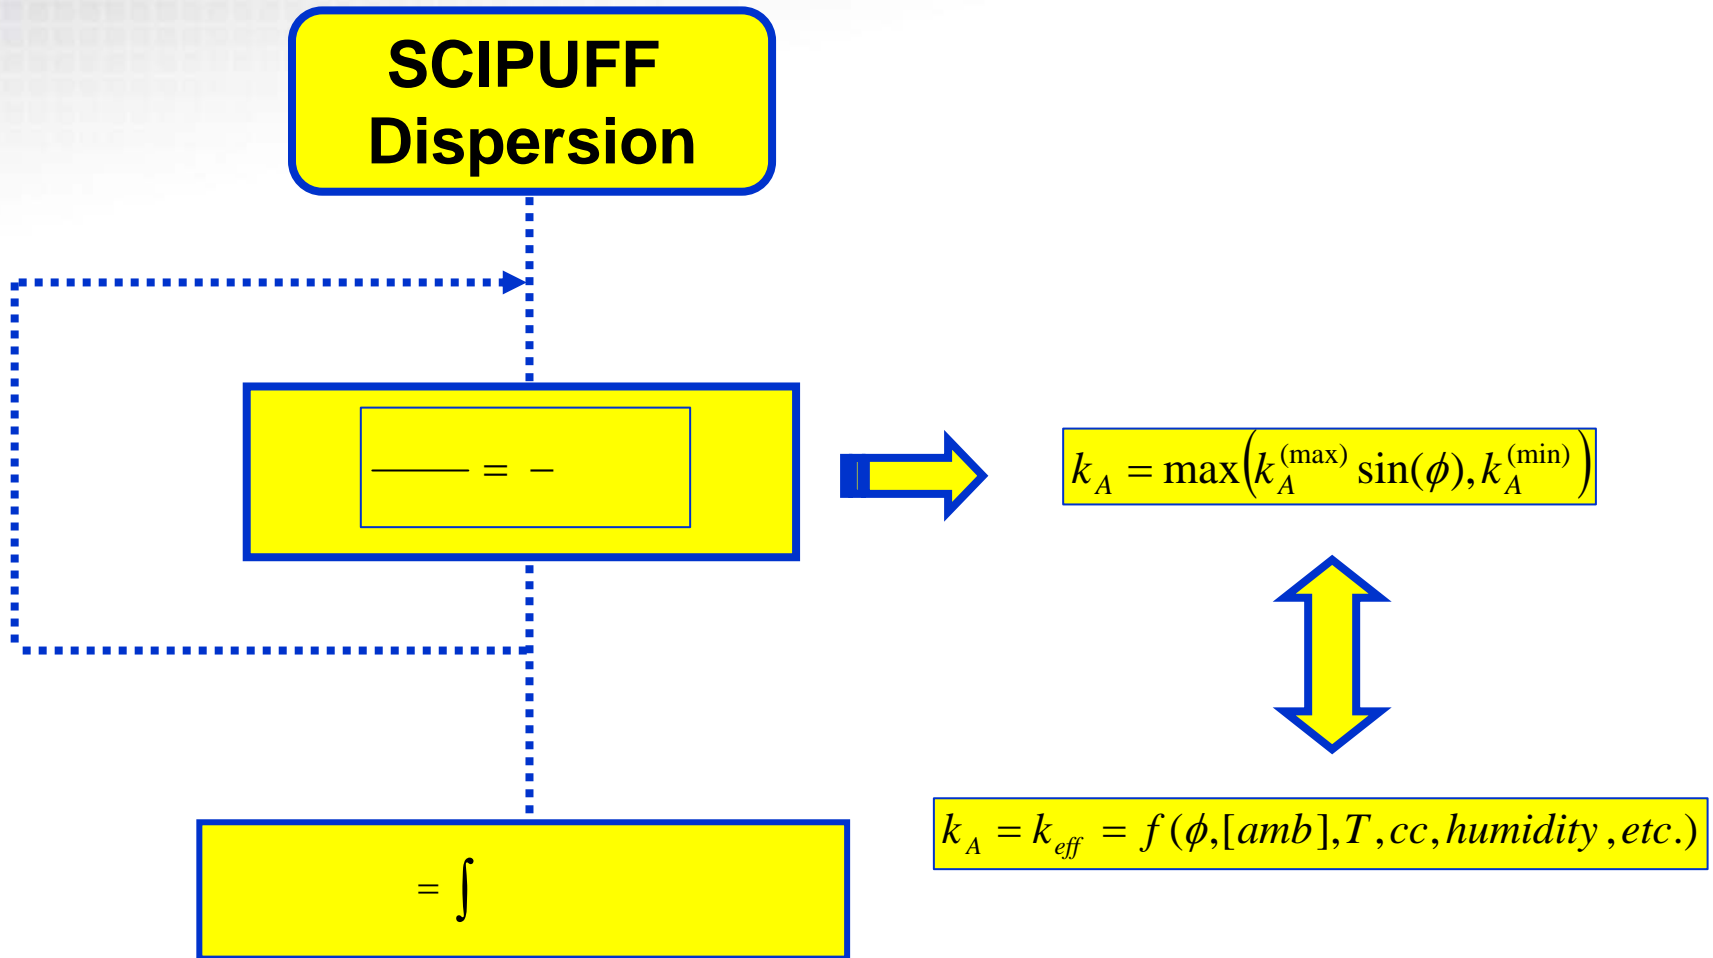 SCIPUFF
Dispersion
= −
k_A = max(k_A^(max) sin(ϕ), k_A^(min))
k_A = k_eff = f(ϕ,[amb],T,cc,humidity,etc.)
= ∫